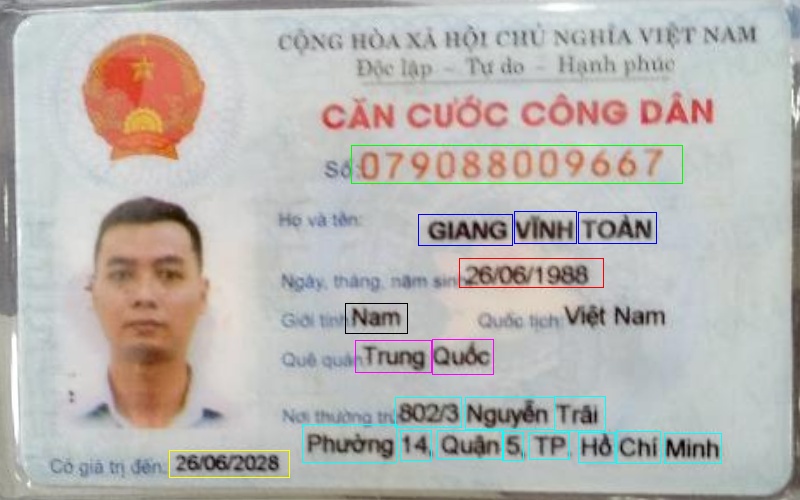 CỘNG HÒA XÃ HỘI CHỦ NGHĨA VIỆT NAM
Độc lập - Tự do - Hạnh phúc
CĂN CƯỚC CÔNG DÂN
Số: 079088009667
Họ và tên:
GIANG VĨNH TOÀN
Ngày, tháng, năm sinh: 26/06/1988
Giới tính: Nam Quốc tịch: Việt Nam
Quê quán: Trung Quốc
Nơi thường trú: 802/3 Nguyễn Trãi
Phường 14, Quận 5, TP. Hồ Chí Minh
Có giá trị đến: 26/06/2028